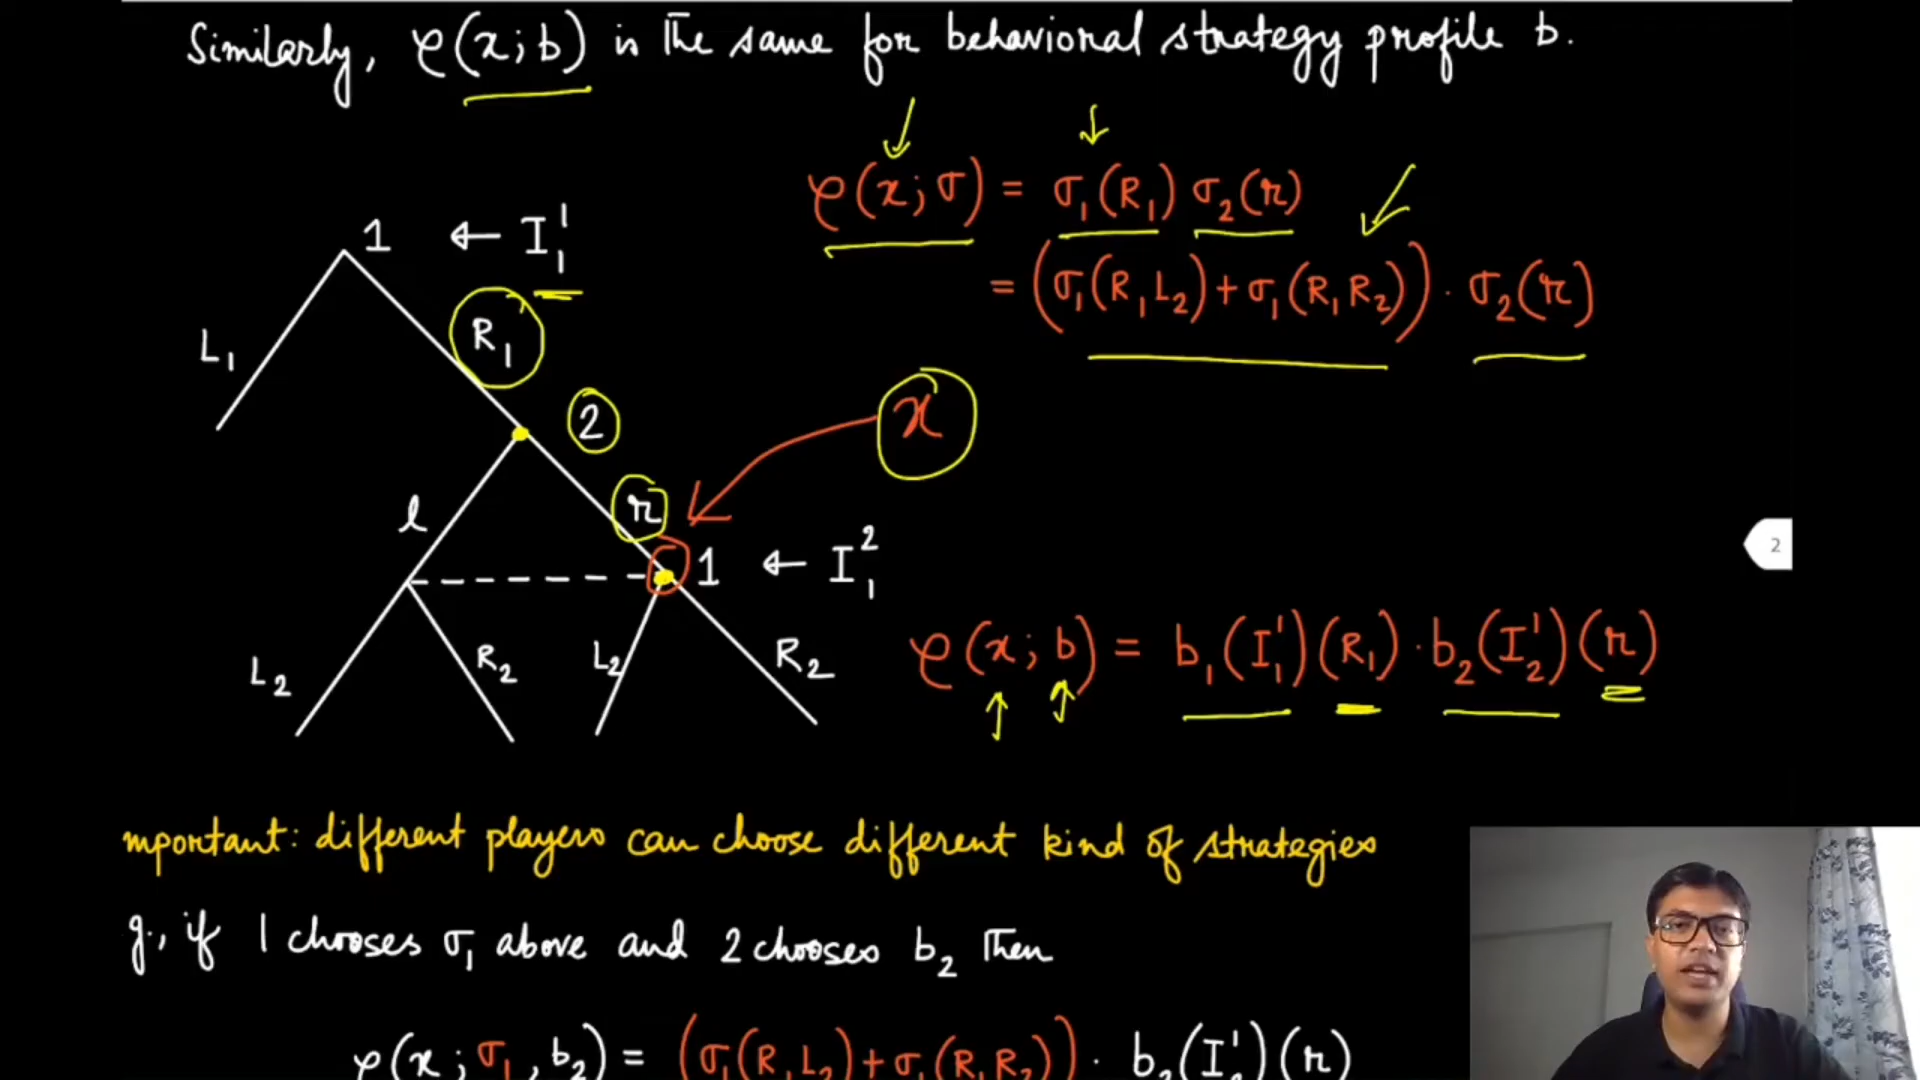 Similarly, ρ(x;b) is the same for behavioral strategy profile b.
ρ(x;σ) = σ₁(R₁) σ₂(r)
= (σ₁(R₁L₂) + σ₁(R₁R₂)) · σ₂(r)
1 ← I₁¹
L₁ R₁
2
x
l r
1 ← I₁²
L₂ R₂ L₂ R₂
ρ(x;b) = b₁(I₁¹)(R₁) · b₂(I₂¹)(r)
2
mportant: different players can choose different kind of strategies
g., if 1 chooses σ₁ above and 2 chooses b₂ then
ρ(x;σ₁,b₂) = (σ₁(R₁L₂) + σ₁(R₁R₂)) · b₂(I₂¹)(r)